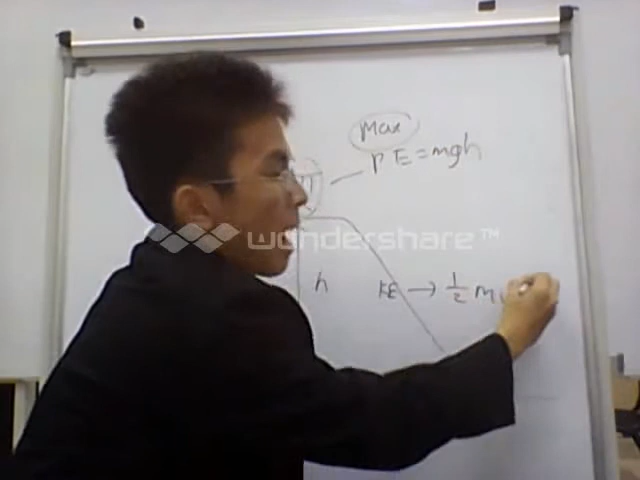 Max
PE = mgh
m
wondershare™
h
KE → 1/2 m